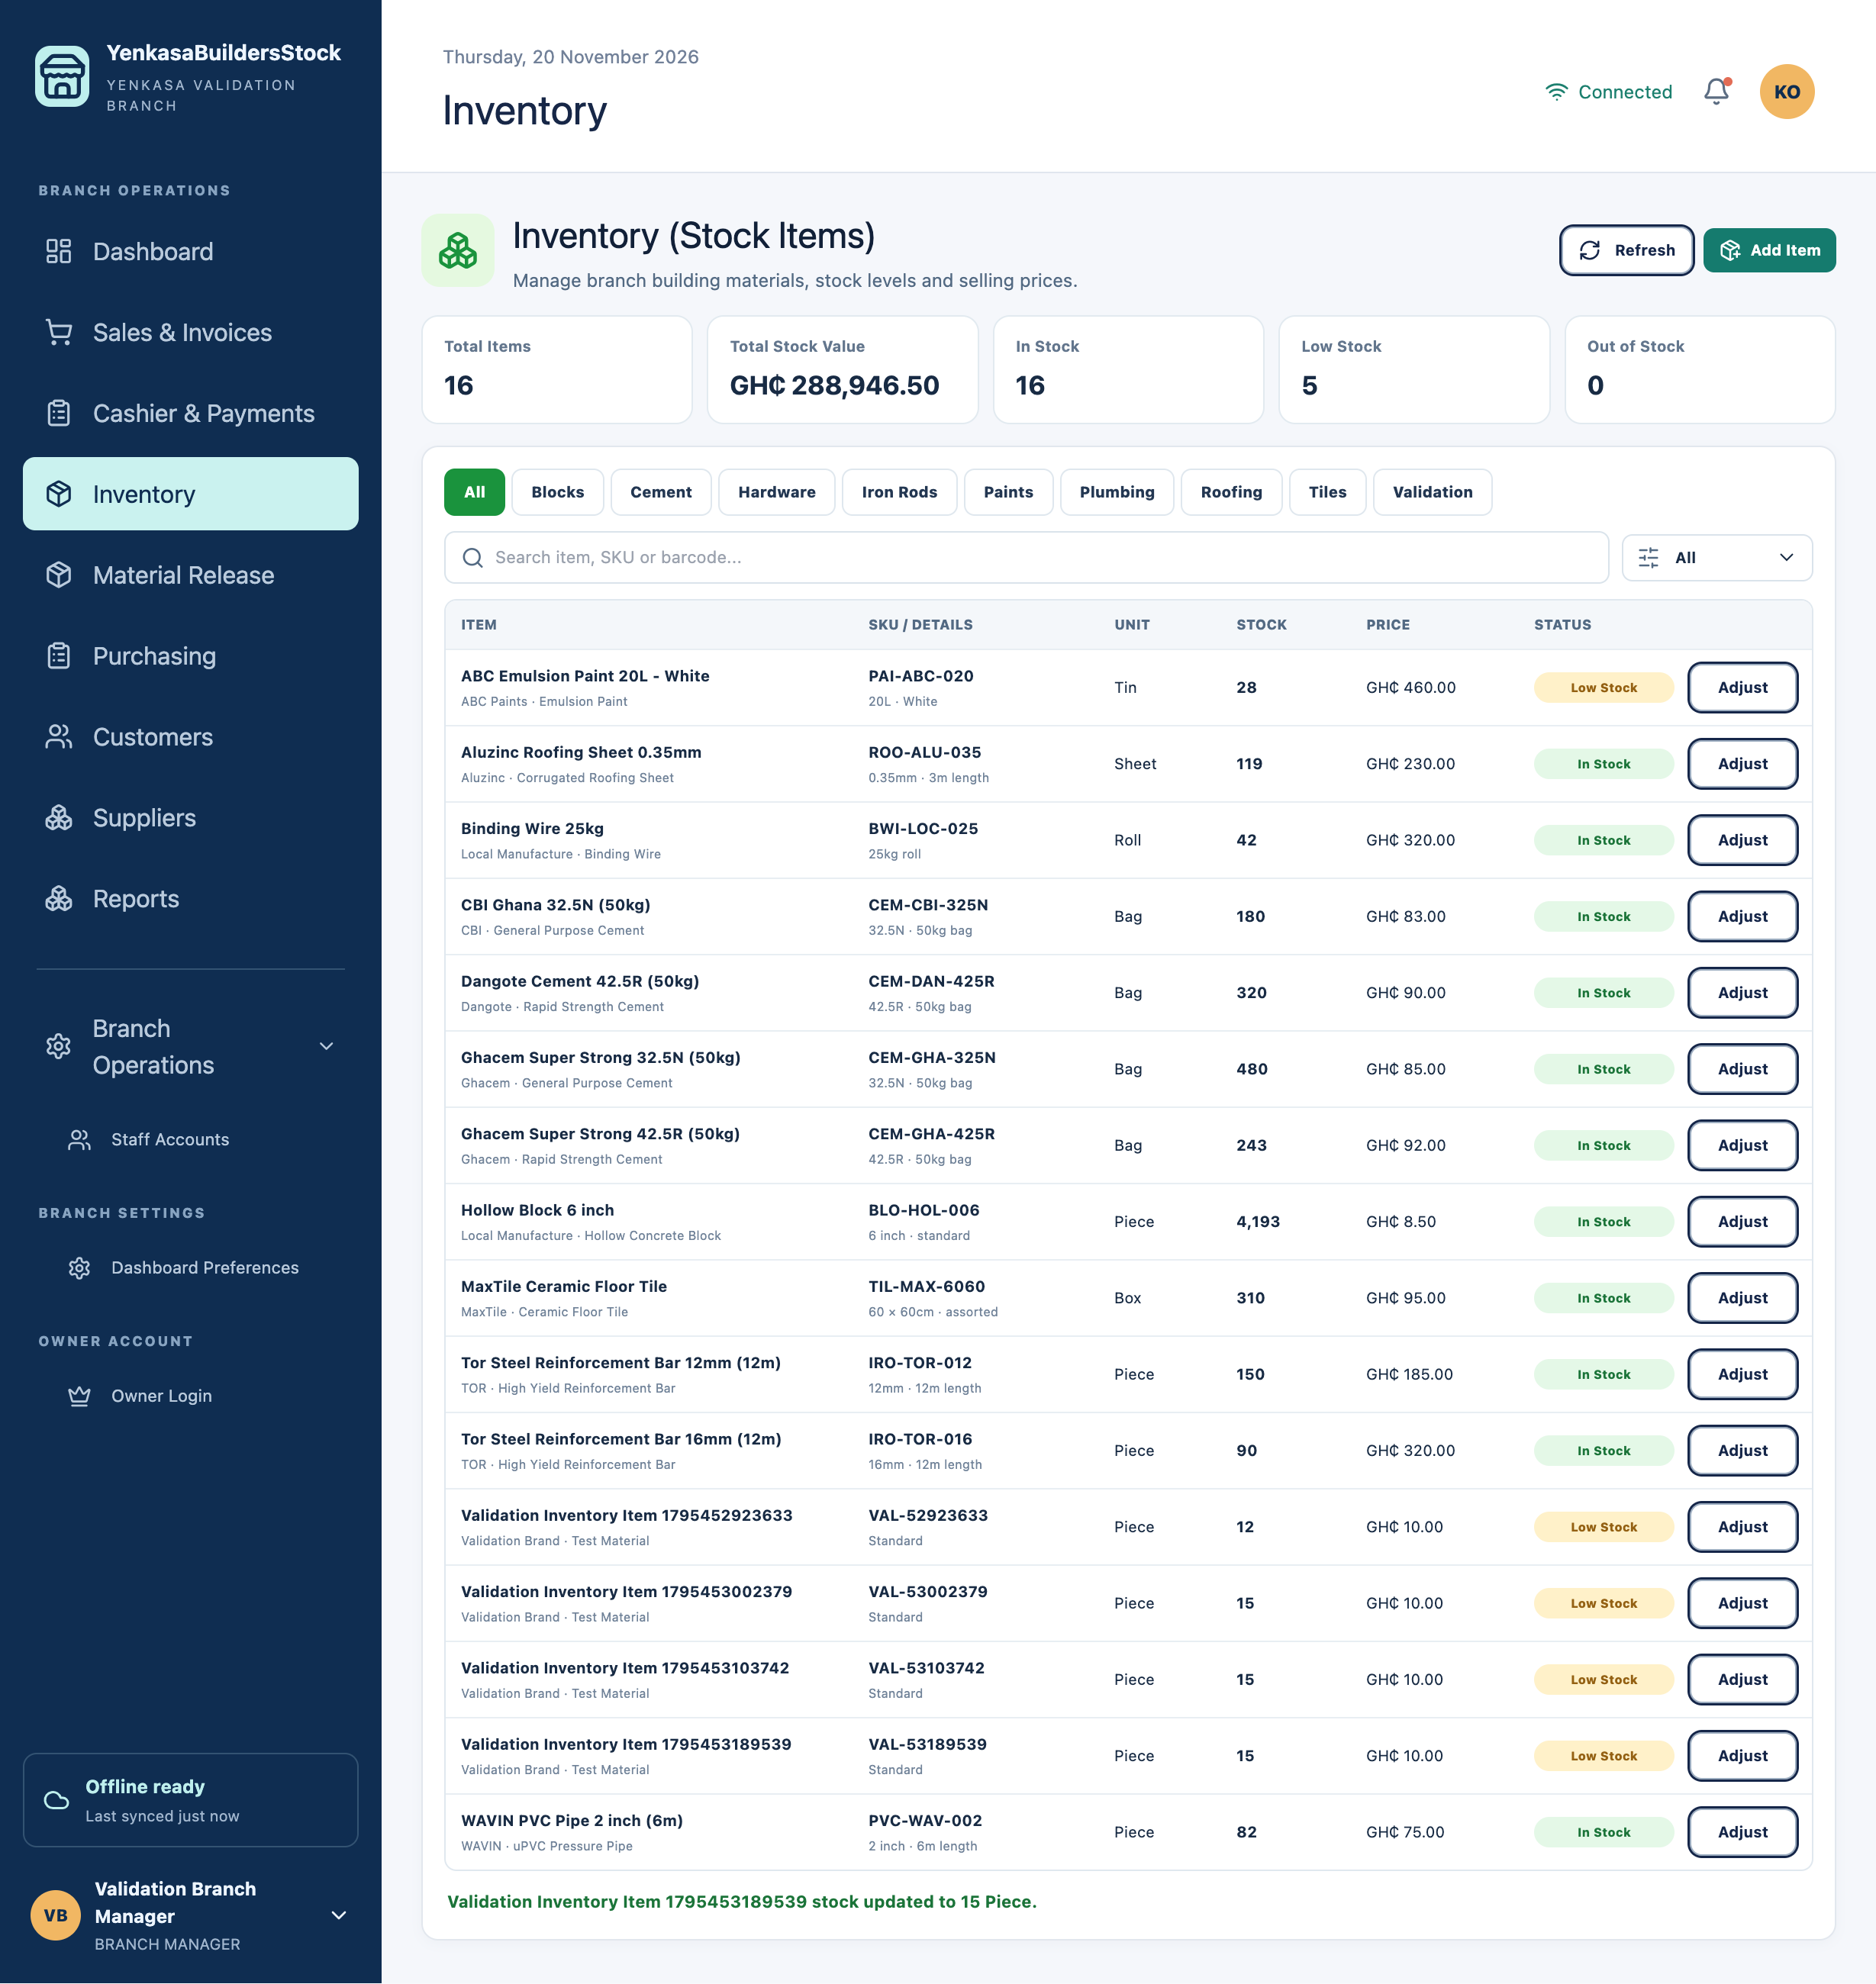 YenkasaBuildersStock
YENKASA VALIDATION
BRANCH
BRANCH OPERATIONS
Dashboard
Sales & Invoices
Cashier & Payments
Inventory
Material Release
Purchasing
Customers
Suppliers
Reports
Branch
Operations
Staff Accounts
BRANCH SETTINGS
Dashboard Preferences
OWNER ACCOUNT
Owner Login
Offline ready
Last synced just now
VB
Validation Branch
Manager
BRANCH MANAGER
Thursday, 20 November 2026
Inventory
Connected
KO
Inventory (Stock Items)
Manage branch building materials, stock levels and selling prices.
Refresh
Add Item
Total Items
16
Total Stock Value
GH₵ 288,946.50
In Stock
16
Low Stock
5
Out of Stock
0
All Blocks Cement Hardware Iron Rods Paints Plumbing Roofing Tiles Validation
Search item, SKU or barcode...
All
ITEM SKU / DETAILS UNIT STOCK PRICE STATUS
ABC Emulsion Paint 20L - White PAI-ABC-020 Tin 28 GH₵ 460.00 Low Stock Adjust
ABC Paints · Emulsion Paint 20L · White
Aluzinc Roofing Sheet 0.35mm ROO-ALU-035 Sheet 119 GH₵ 230.00 In Stock Adjust
Aluzinc · Corrugated Roofing Sheet 0.35mm · 3m length
Binding Wire 25kg BWI-LOC-025 Roll 42 GH₵ 320.00 In Stock Adjust
Local Manufacture · Binding Wire 25kg roll
CBI Ghana 32.5N (50kg) CEM-CBI-325N Bag 180 GH₵ 83.00 In Stock Adjust
CBI · General Purpose Cement 32.5N · 50kg bag
Dangote Cement 42.5R (50kg) CEM-DAN-425R Bag 320 GH₵ 90.00 In Stock Adjust
Dangote · Rapid Strength Cement 42.5R · 50kg bag
Ghacem Super Strong 32.5N (50kg) CEM-GHA-325N Bag 480 GH₵ 85.00 In Stock Adjust
Ghacem · General Purpose Cement 32.5N · 50kg bag
Ghacem Super Strong 42.5R (50kg) CEM-GHA-425R Bag 243 GH₵ 92.00 In Stock Adjust
Ghacem · Rapid Strength Cement 42.5R · 50kg bag
Hollow Block 6 inch BLO-HOL-006 Piece 4,193 GH₵ 8.50 In Stock Adjust
Local Manufacture · Hollow Concrete Block 6 inch · standard
MaxTile Ceramic Floor Tile TIL-MAX-6060 Box 310 GH₵ 95.00 In Stock Adjust
MaxTile · Ceramic Floor Tile 60 × 60cm · assorted
Tor Steel Reinforcement Bar 12mm (12m) IRO-TOR-012 Piece 150 GH₵ 185.00 In Stock Adjust
TOR · High Yield Reinforcement Bar 12mm · 12m length
Tor Steel Reinforcement Bar 16mm (12m) IRO-TOR-016 Piece 90 GH₵ 320.00 In Stock Adjust
TOR · High Yield Reinforcement Bar 16mm · 12m length
Validation Inventory Item 1795452923633 VAL-52923633 Piece 12 GH₵ 10.00 Low Stock Adjust
Validation Brand · Test Material Standard
Validation Inventory Item 1795453002379 VAL-53002379 Piece 15 GH₵ 10.00 Low Stock Adjust
Validation Brand · Test Material Standard
Validation Inventory Item 1795453103742 VAL-53103742 Piece 15 GH₵ 10.00 Low Stock Adjust
Validation Brand · Test Material Standard
Validation Inventory Item 1795453189539 VAL-53189539 Piece 15 GH₵ 10.00 Low Stock Adjust
Validation Brand · Test Material Standard
WAVIN PVC Pipe 2 inch (6m) PVC-WAV-002 Piece 82 GH₵ 75.00 In Stock Adjust
WAVIN · uPVC Pressure Pipe 2 inch · 6m length
Validation Inventory Item 1795453189539 stock updated to 15 Piece.